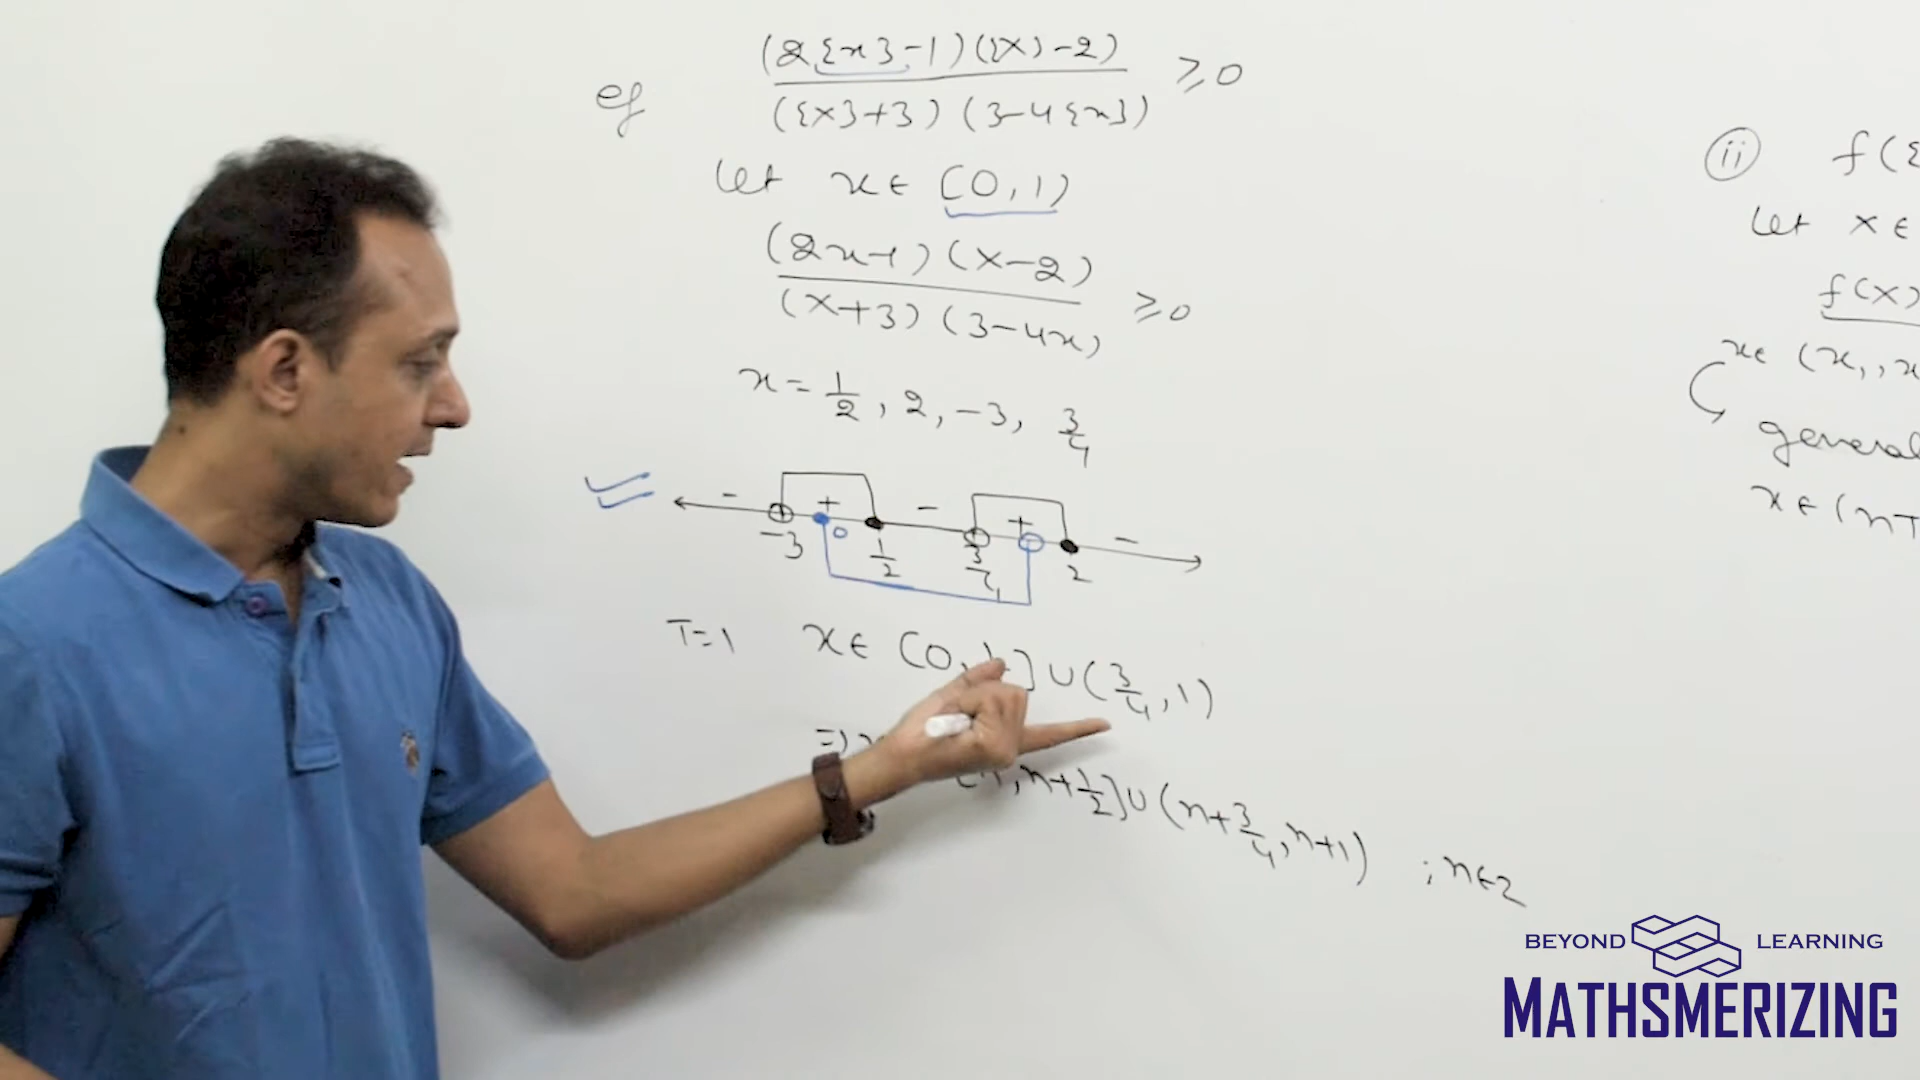 eg (2{x}-1)({x}-2) / ({x}+3)(3-4{x}) ≥0
Let x∈ [0,1)
(2x-1)(x-2) / (x+3)(3-4x) ≥0
x=1/2, 2, -3, 3/4
- + - + -
-3 0 1/2 3/4 2
T=1 x∈ [0, ] ∪(3/4, 1)
⇒ , n+1/2]∪(n+3/4, n+1) ; n∈Z
(ii) f({
Let x∈
f(x)
x∈ (x₁, x
general
x∈(n
BEYOND LEARNING
MATHSMERIZING